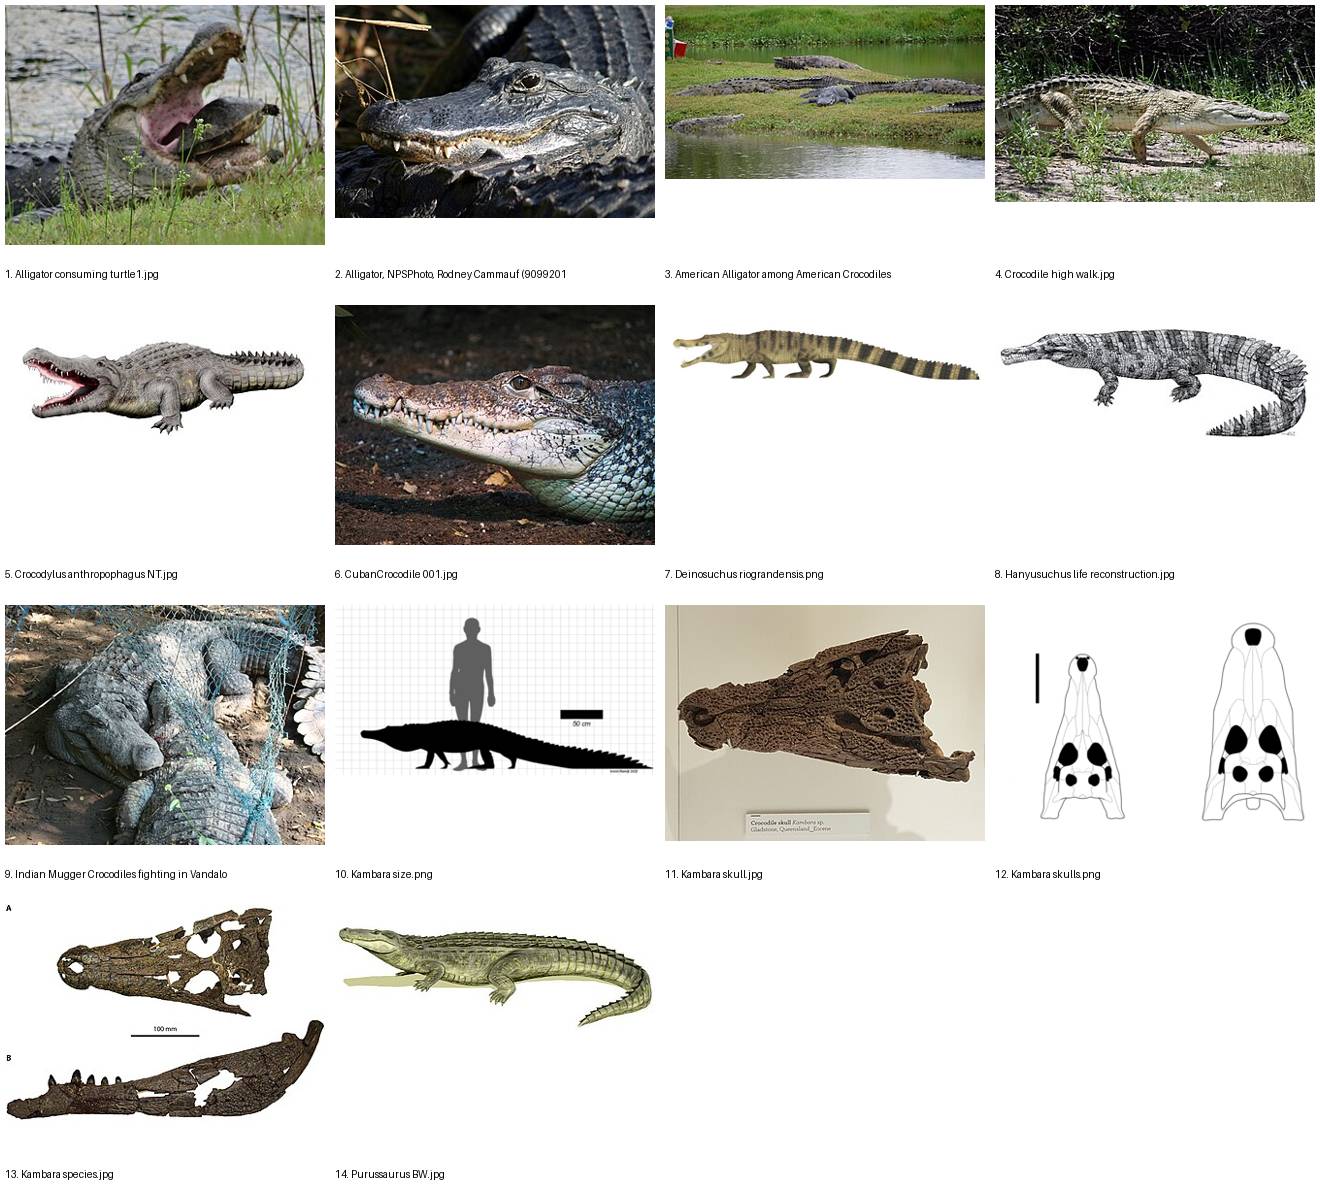 1. Alligator consuming turtle1.jpg
2. Alligator, NPSPhoto, Rodney Cammauf (9099201
3. American Alligator among American Crocodiles
4. Crocodile high walk.jpg
5. Crocodylus anthropophagus NT.jpg
6. CubanCrocodile 001.jpg
7. Deinosuchus riograndensis.png
8. Hanyusuchus life reconstruction.jpg
50 cm
Crocodile skull Kambara sp.
Gladstone, Queensland_Eocene
9. Indian Mugger Crocodiles fighting in Vandalo
10. Kambara size.png
11. Kambara skull.jpg
12. Kambara skulls.png
A
100 mm
B
13. Kambara species.jpg
14. Purussaurus BW.jpg